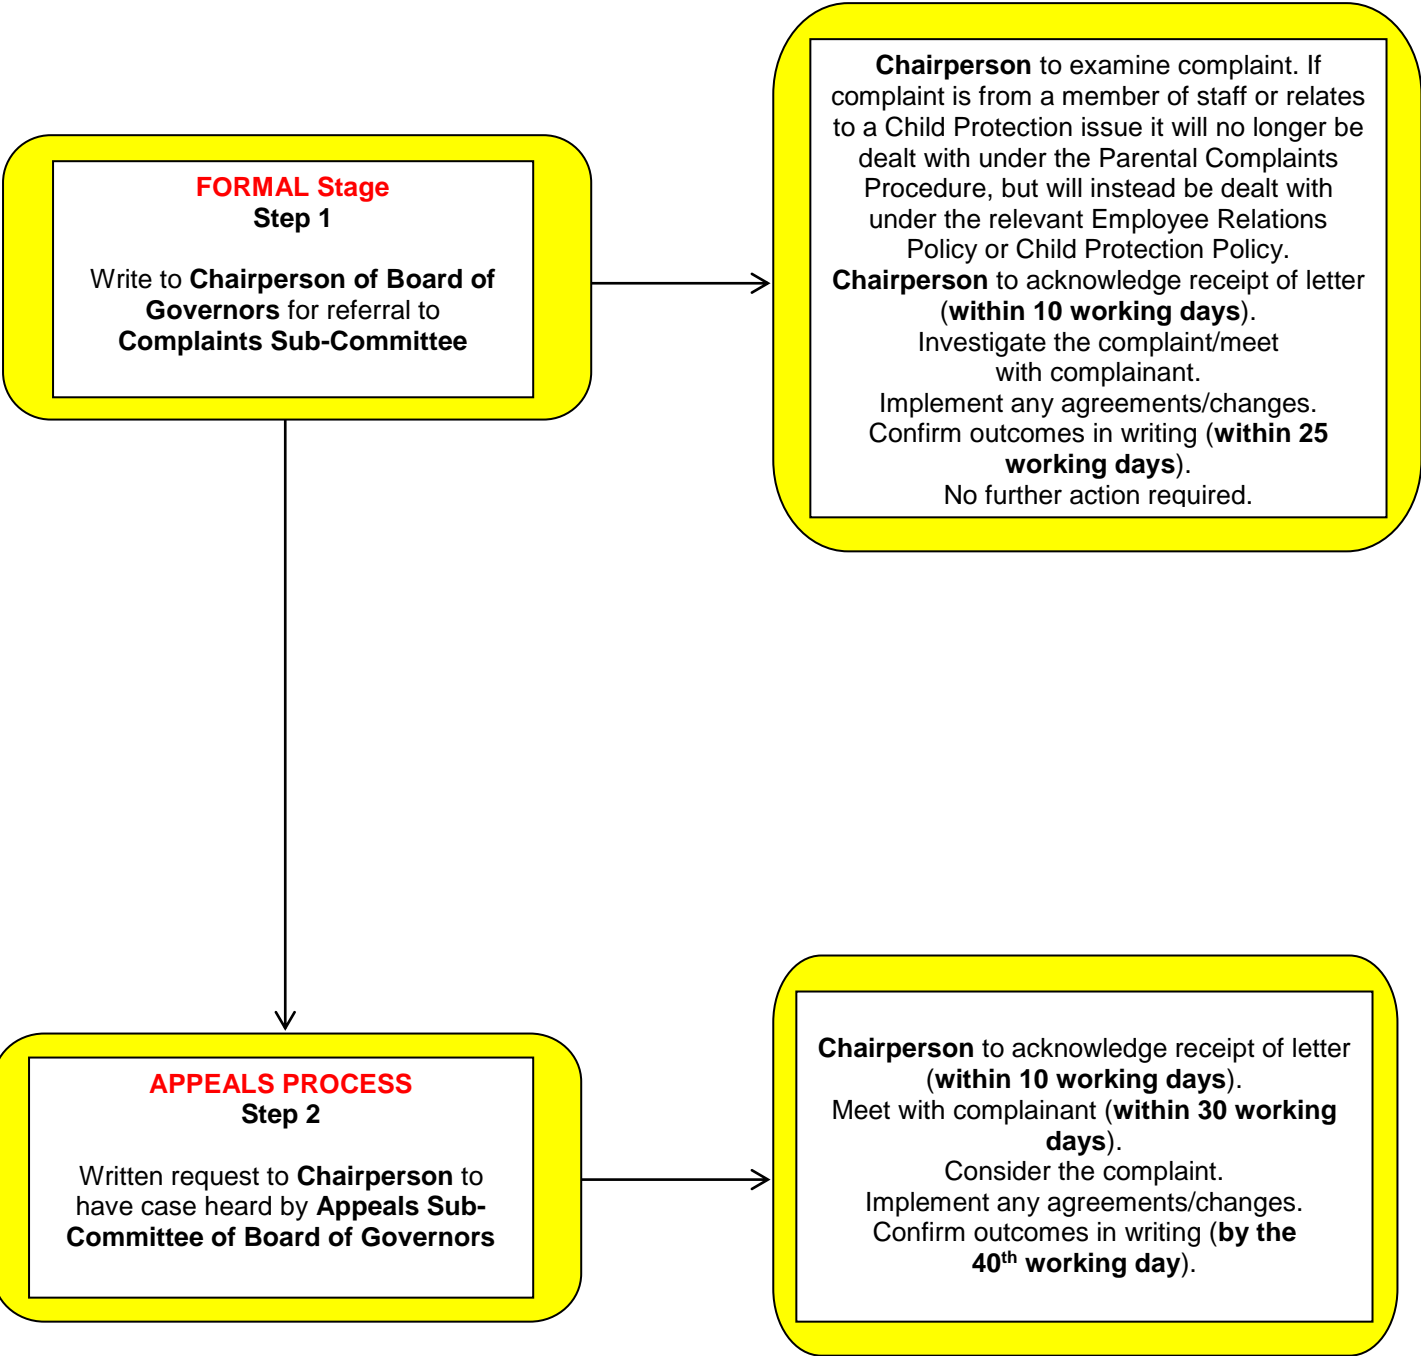 FORMAL Stage
Step 1
Write to Chairperson of Board of
Governors for referral to
Complaints Sub-Committee
Chairperson to examine complaint. If
complaint is from a member of staff or relates
to a Child Protection issue it will no longer be
dealt with under the Parental Complaints
Procedure, but will instead be dealt with
under the relevant Employee Relations
Policy or Child Protection Policy.
Chairperson to acknowledge receipt of letter
(within 10 working days).
Investigate the complaint/meet
with complainant.
Implement any agreements/changes.
Confirm outcomes in writing (within 25
working days).
No further action required.
APPEALS PROCESS
Step 2
Written request to Chairperson to
have case heard by Appeals Sub-
Committee of Board of Governors
Chairperson to acknowledge receipt of letter
(within 10 working days).
Meet with complainant (within 30 working
days).
Consider the complaint.
Implement any agreements/changes.
Confirm outcomes in writing (by the
40th working day).